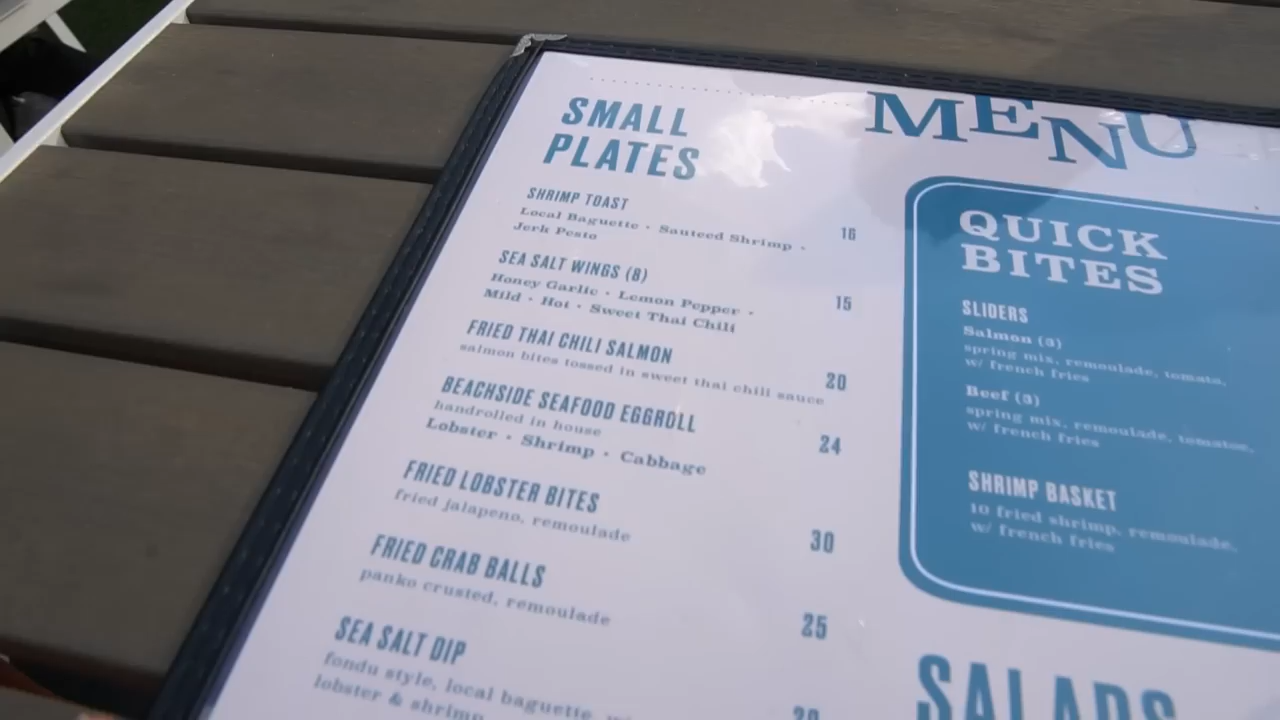 MENU
SMALL
PLATES
SHRIMP TOAST
Local Baguette • Sauteed Shrimp •
Jerk Pesto
16
SEA SALT WINGS (8)
Honey Garlic • Lemon Pepper •
Mild • Hot • Sweet Thai Chili
15
FRIED THAI CHILI SALMON
salmon bites tossed in sweet thai chili sauce
20
BEACHSIDE SEAFOOD EGGROLL
handrolled in house
Lobster • Shrimp • Cabbage
24
FRIED LOBSTER BITES
fried jalapeno, remoulade
30
FRIED CRAB BALLS
panko crusted, remoulade
25
SEA SALT DIP
fondu style, local baguette,
lobster & shrimp
QUICK
BITES
SLIDERS
Salmon (3)
spring mix, remoulade, tomato,
w/ french fries
Beef (3)
spring mix, remoulade, tomatoe,
w/ french fries
SHRIMP BASKET
10 fried shrimp, remoulade,
w/ french fries
SALADS